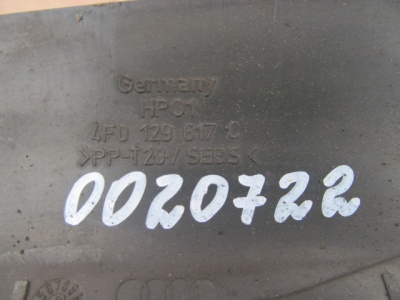 Germany
HPC1
4F0 129 617 C
>PP-T20/SEBS<
0020722